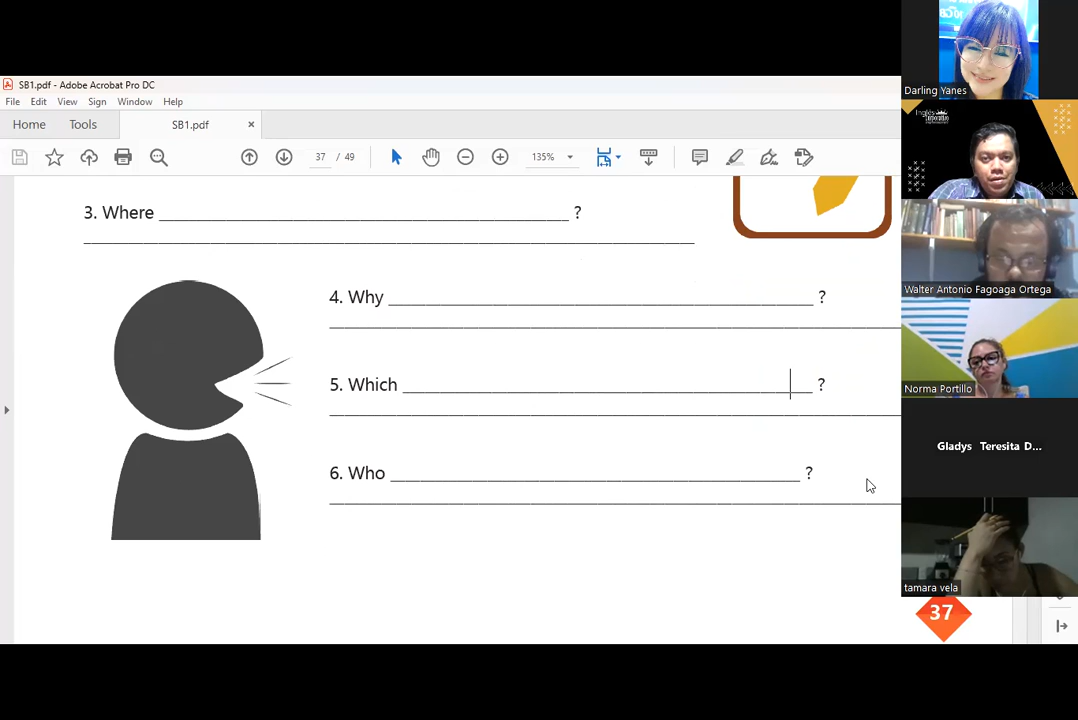 SB1.pdf - Adobe Acrobat Pro DC
File Edit View Sign Window Help
Home Tools SB1.pdf
37 / 49 135%
3. Where ?
4. Why ?
5. Which ?
6. Who ?
37
Darling Yanes
Inglés
Walter Antonio Fagoaga Ortega
Norma Portillo
Gladys Teresita D...
tamara vela